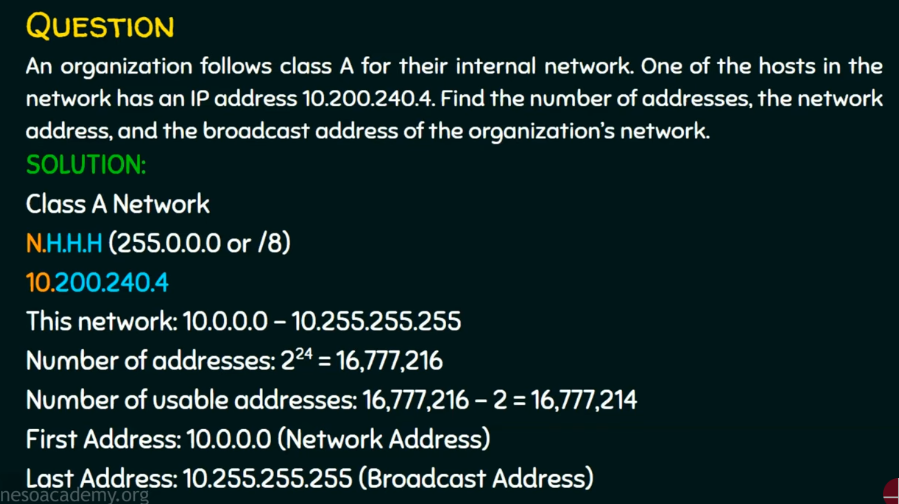 QUESTION
An organization follows class A for their internal network. One of the hosts in the
network has an IP address 10.200.240.4. Find the number of addresses, the network
address, and the broadcast address of the organization's network.
SOLUTION:
Class A Network
N.H.H.H (255.0.0.0 or /8)
10.200.240.4
This network: 10.0.0.0 – 10.255.255.255
Number of addresses: 2²⁴ = 16,777,216
Number of usable addresses: 16,777,216 – 2 = 16,777,214
First Address: 10.0.0.0 (Network Address)
Last Address: 10.255.255.255 (Broadcast Address)
nesoacademy.org